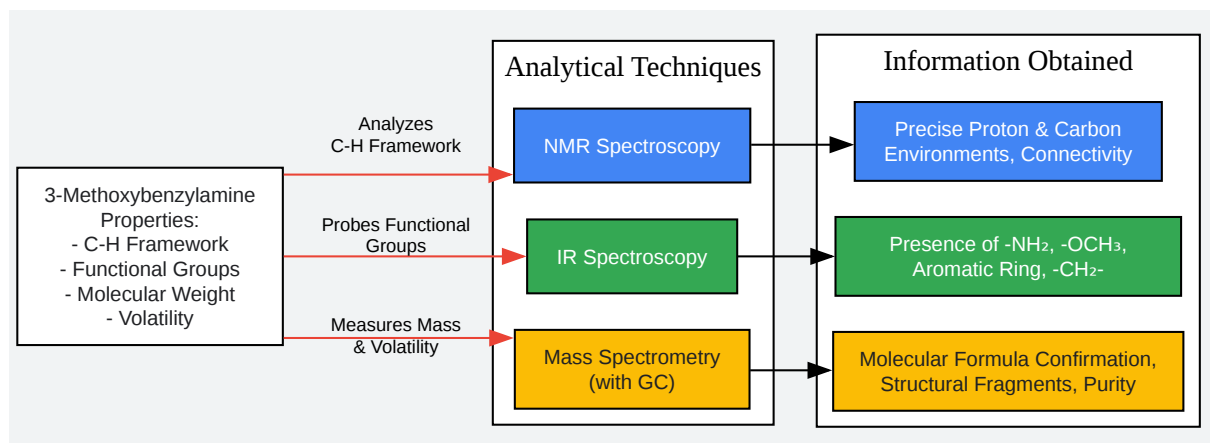 3-Methoxybenzylamine
Properties:
- C-H Framework
- Functional Groups
- Molecular Weight
- Volatility
Analyzes
C-H Framework
Probes Functional
Groups
Measures Mass
& Volatility
Analytical Techniques
NMR Spectroscopy
IR Spectroscopy
Mass Spectrometry
(with GC)
Information Obtained
Precise Proton & Carbon
Environments, Connectivity
Presence of -NH₂, -OCH₃,
Aromatic Ring, -CH₂-
Molecular Formula Confirmation,
Structural Fragments, Purity